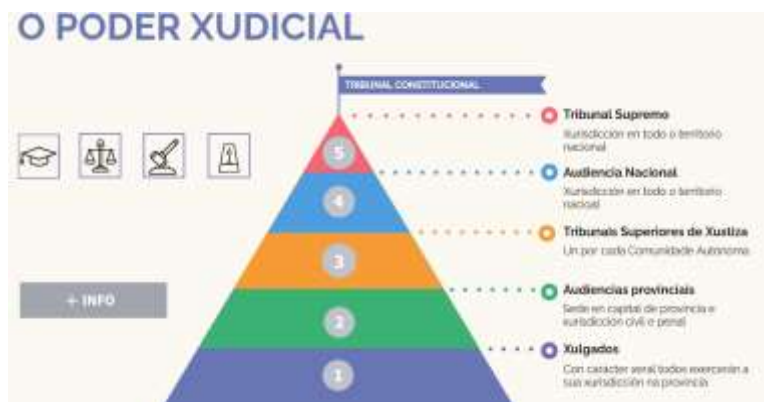 O PODER XUDICIAL
TRIBUNAL CONSTITUCIONAL
Tribunal Supremo
Xurisdicción en todo o territorio
nacional
5
Audiencia Nacional
Xurisdicción en todo o territorio
nacioal
4
Tribunais Superiores de Xustiza
Un por cada Comunidade Autónoma
3
+ INFO
Audiencias provinciais
Sede en capital de provincia e
xurisdicción civil e penal
2
Xulgados
Con carácter xeral todos exercerán a
súa xurisdicción na provincia
1